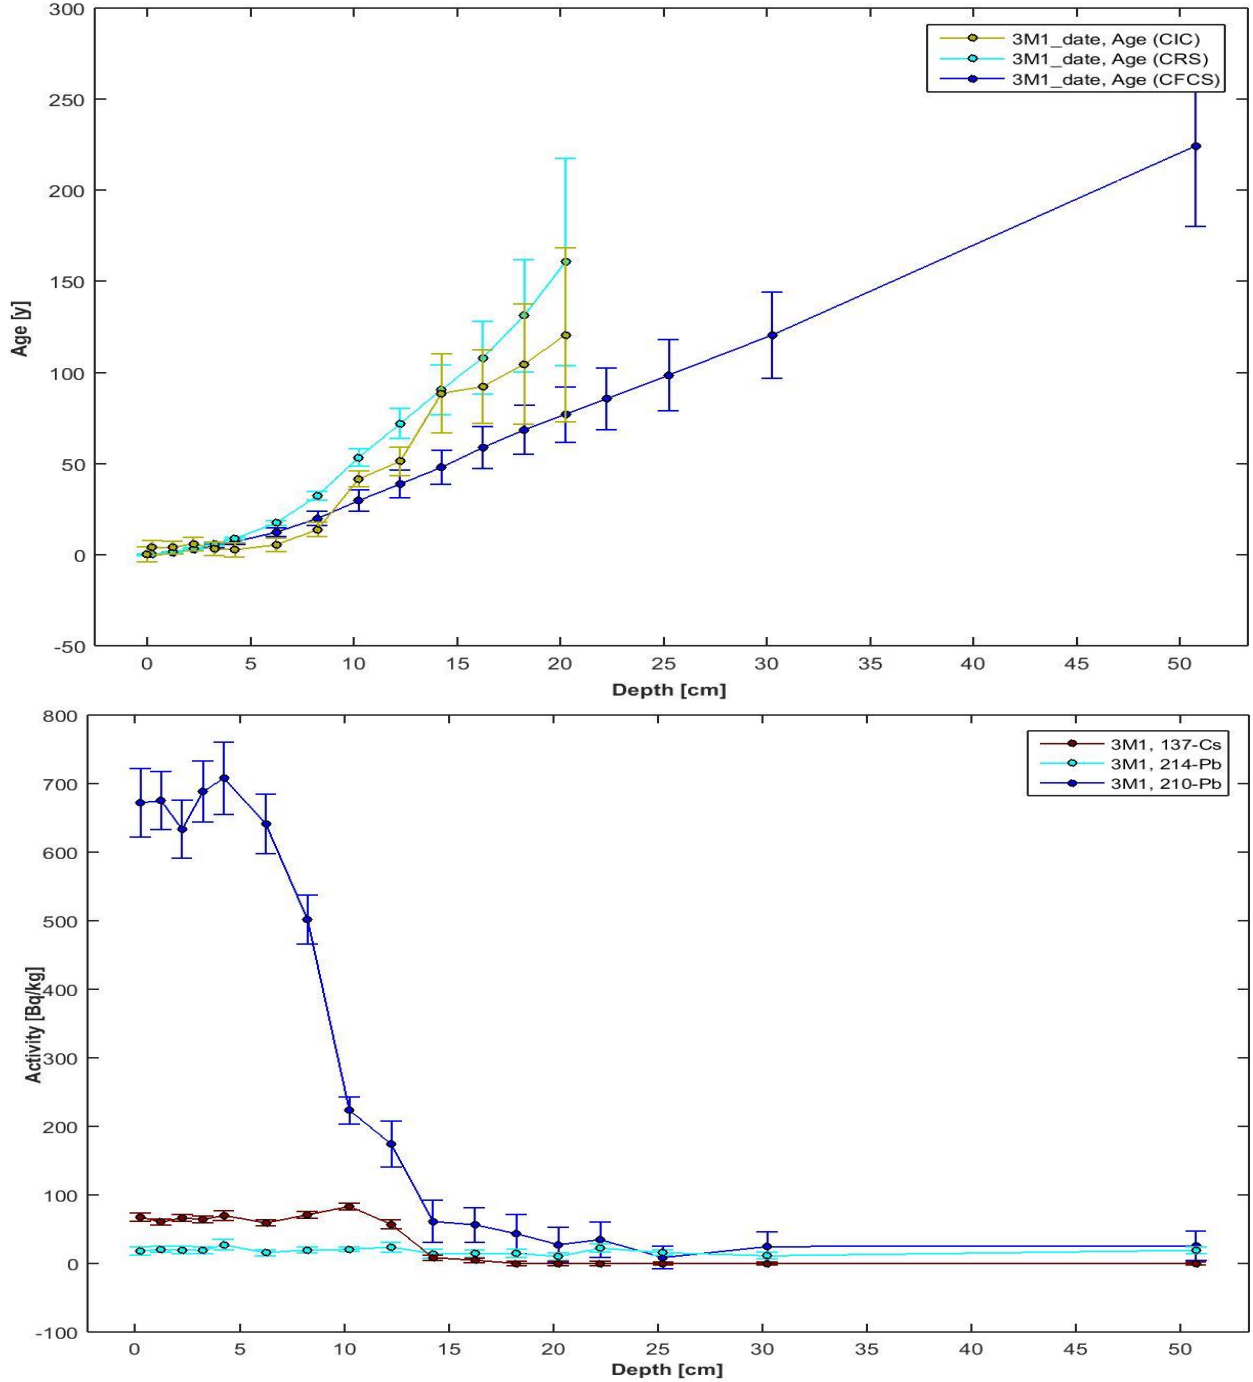 300
250
200
150
100
50
0
-50
Age [y]
3M1_date, Age (CIC)
3M1_date, Age (CRS)
3M1_date, Age (CFCS)
0 5 10 15 20 25 30 35 40 45 50
Depth [cm]
800
700
600
500
400
300
200
100
0
-100
Activity [Bq/kg]
3M1, 137-Cs
3M1, 214-Pb
3M1, 210-Pb
0 5 10 15 20 25 30 35 40 45 50
Depth [cm]